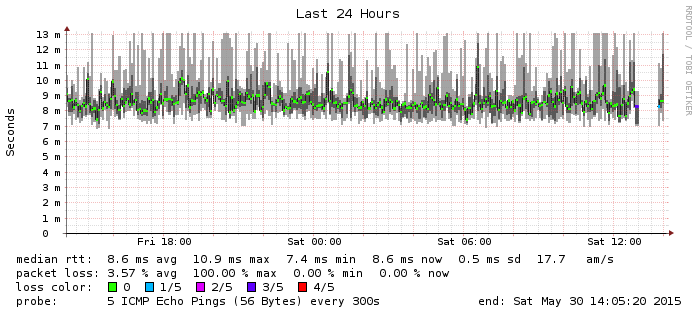 Last 24 Hours
RRDTOOL / TOBI OETIKER
Seconds
13 m
12 m
11 m
10 m
9 m
8 m
7 m
6 m
5 m
4 m
3 m
2 m
1 m
0
Fri 18:00 Sat 00:00 Sat 06:00 Sat 12:00
median rtt: 8.6 ms avg 10.9 ms max 7.4 ms min 8.6 ms now 0.5 ms sd 17.7 am/s
packet loss: 3.57 % avg 100.00 % max 0.00 % min 0.00 % now
loss color: 0 1/5 2/5 3/5 4/5
probe: 5 ICMP Echo Pings (56 Bytes) every 300s end: Sat May 30 14:05:20 2015